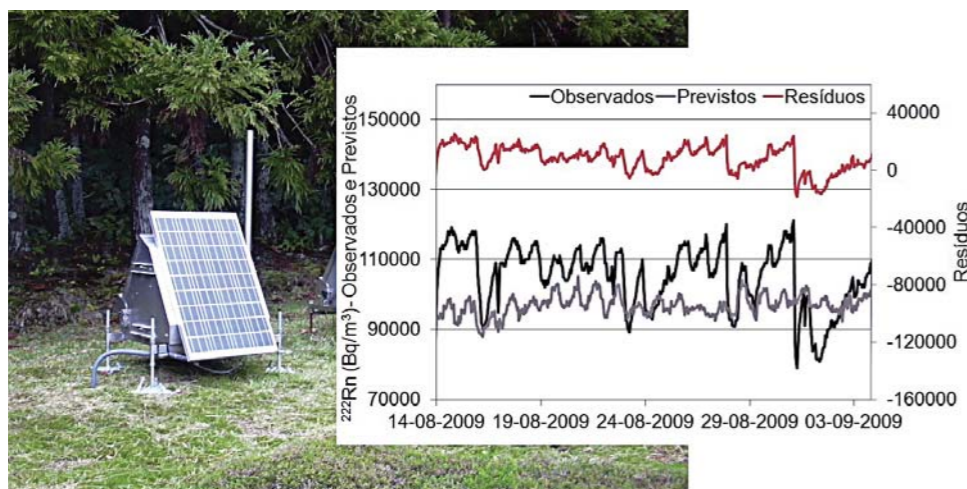 Observados Previstos Resíduos
²²²Rn (Bq/m³)- Observados e Previstos
150000
130000
110000
90000
70000
40000
0
-40000
-80000
-120000
-160000
Resíduos
14-08-2009 19-08-2009 24-08-2009 29-08-2009 03-09-2009